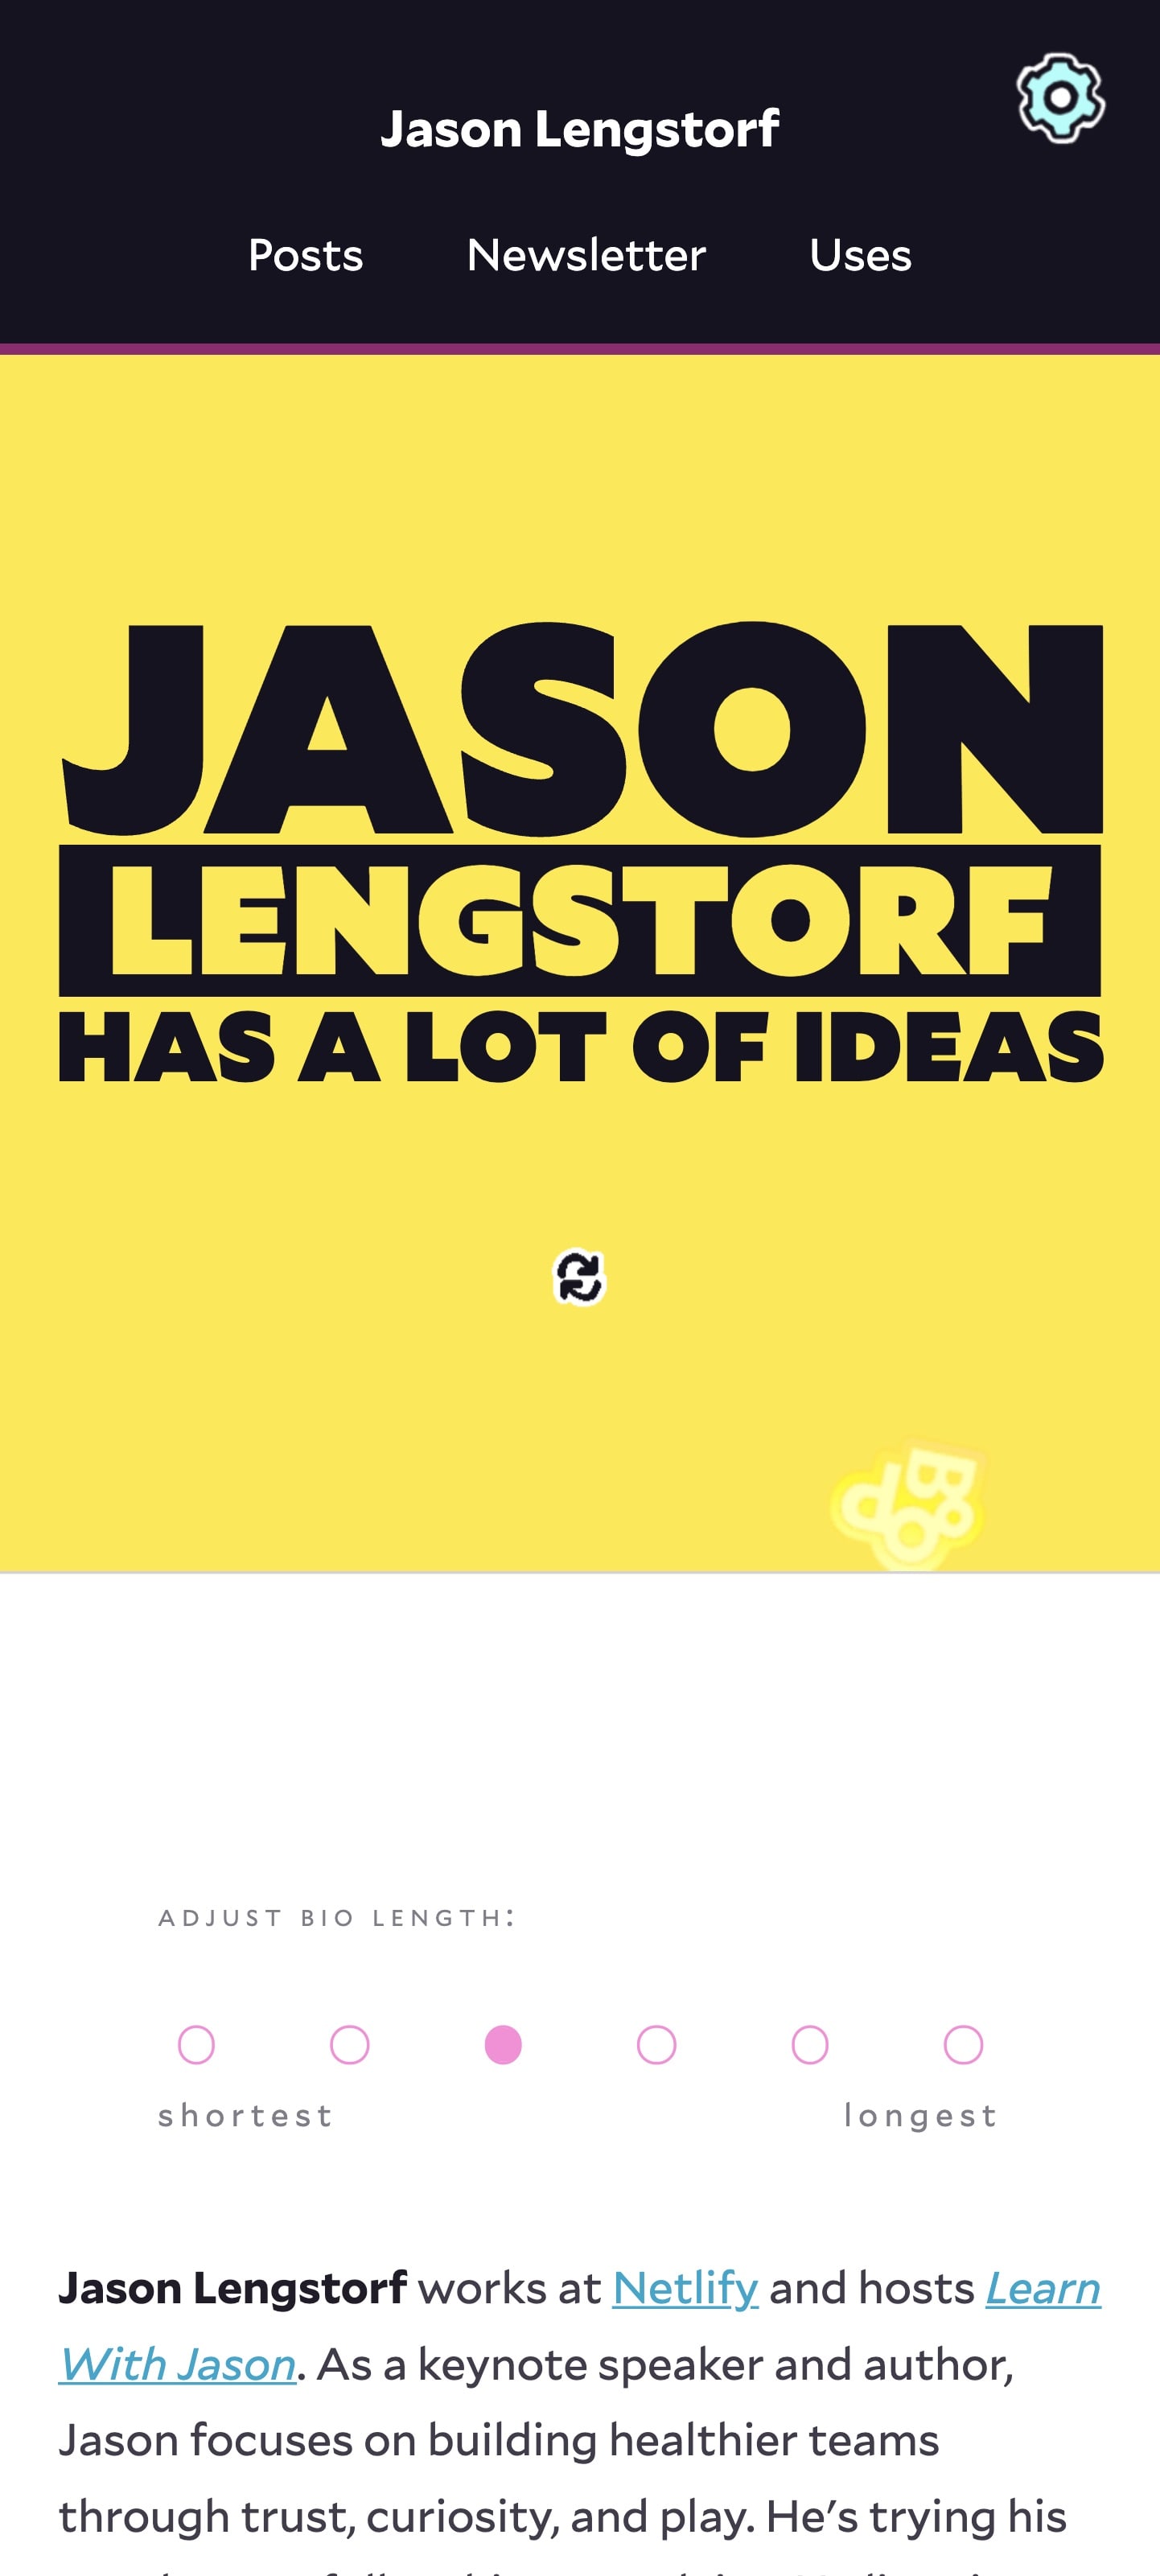 Jason Lengstorf
Posts Newsletter Uses
JASON
LENGSTORF
HAS A LOT OF IDEAS
ADJUST BIO LENGTH:
shortest longest
Jason Lengstorf works at Netlify and hosts Learn
With Jason. As a keynote speaker and author,
Jason focuses on building healthier teams
through trust, curiosity, and play. He’s trying his